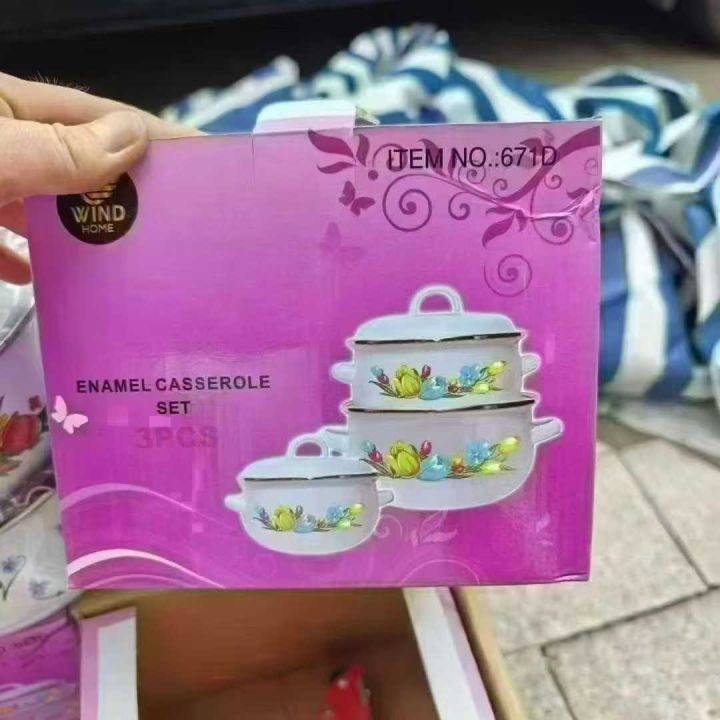 ITEM NO.:671D
WIND
HOME
ENAMEL CASSEROLE
SET
3PCS